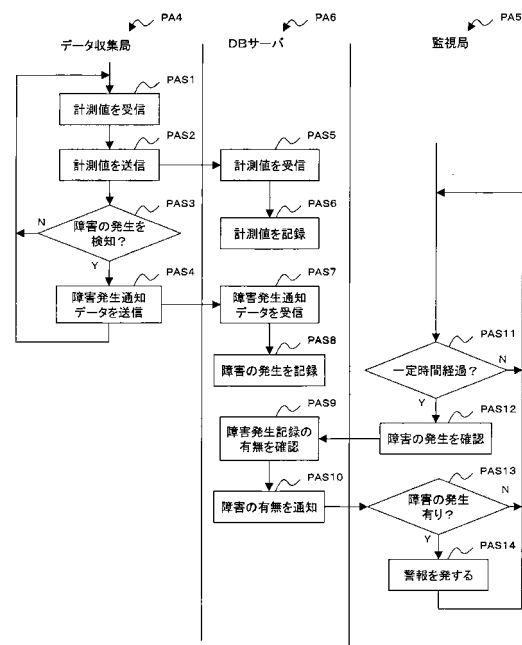 PA4
データ収集局
PA6
DBサーバ
PA5
監視局
PAS1
計測値を受信
PAS2
計測値を送信
PAS5
計測値を受信
PAS3
障害の発生を
検知？
N
Y
PAS6
計測値を記録
PAS4
障害発生通知
データを送信
PAS7
障害発生通知
データを受信
PAS8
障害の発生を記録
PAS11
一定時間経過？
N
Y
PAS12
障害の発生を確認
PAS9
障害発生記録の
有無を確認
PAS10
障害の有無を通知
PAS13
障害の発生
有り？
N
Y
PAS14
警報を発する